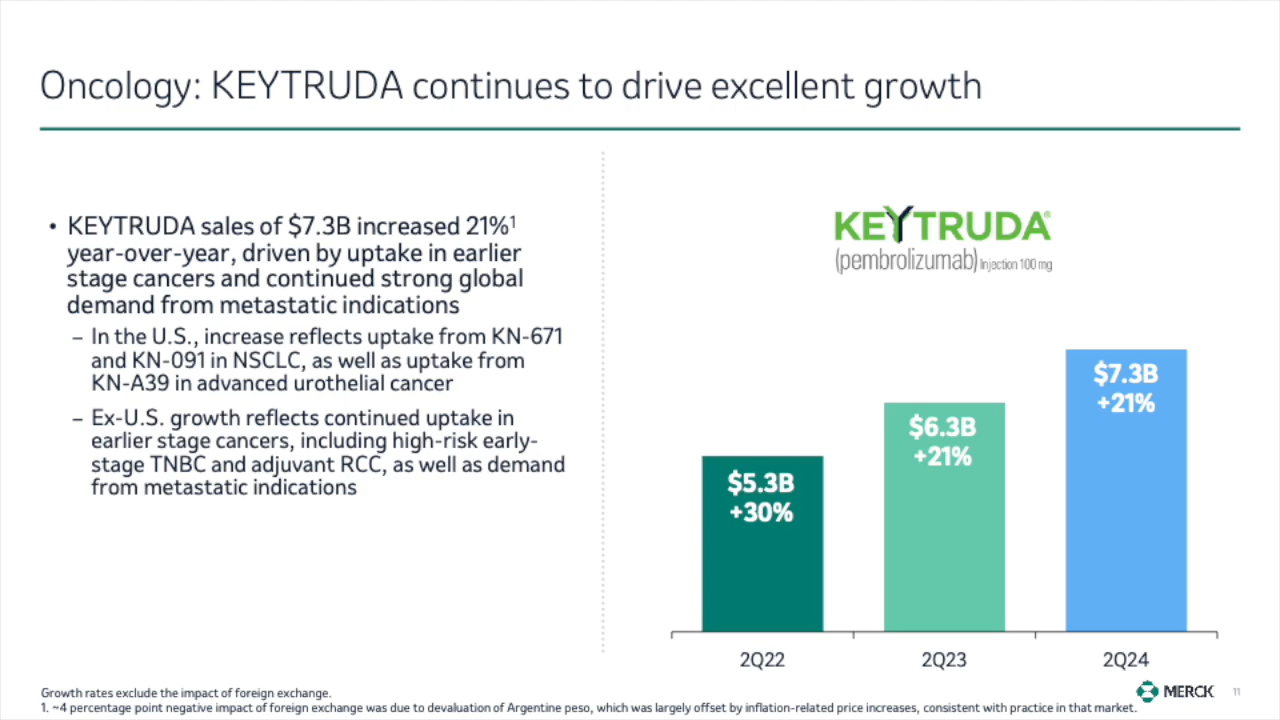 Oncology: KEYTRUDA continues to drive excellent growth
• KEYTRUDA sales of $7.3B increased 21%¹
year-over-year, driven by uptake in earlier
stage cancers and continued strong global
demand from metastatic indications
– In the U.S., increase reflects uptake from KN-671
and KN-091 in NSCLC, as well as uptake from
KN-A39 in advanced urothelial cancer
– Ex-U.S. growth reflects continued uptake in
earlier stage cancers, including high-risk early-
stage TNBC and adjuvant RCC, as well as demand
from metastatic indications
KEYTRUDA®
(pembrolizumab) Injection 100 mg
$5.3B
+30%
$6.3B
+21%
$7.3B
+21%
2Q22 2Q23 2Q24
Growth rates exclude the impact of foreign exchange.
1. ~4 percentage point negative impact of foreign exchange was due to devaluation of Argentine peso, which was largely offset by inflation-related price increases, consistent with practice in that market.
MERCK 11